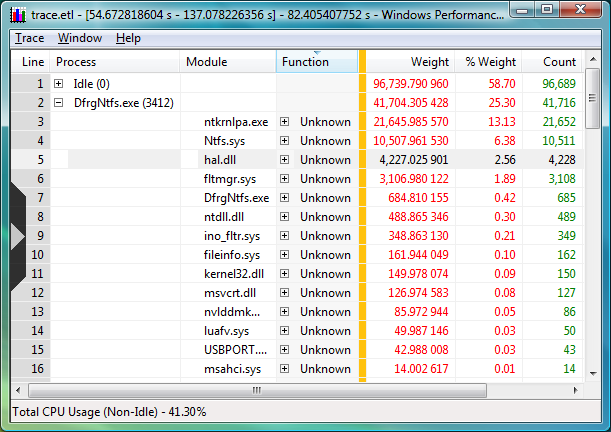 trace.etl - [54.672818604 s - 137.078226356 s] - 82.405407752 s - Windows Performanc...
Trace Window Help
Line Process Module Function Weight % Weight Count
1 Idle (0) 96,739.790 960 58.70 96,689
2 DfrgNtfs.exe (3412) 41,704.305 428 25.30 41,716
3 ntkrnlpa.exe Unknown 21,645.985 570 13.13 21,652
4 Ntfs.sys Unknown 10,507.961 530 6.38 10,511
5 hal.dll Unknown 4,227.025 901 2.56 4,228
6 fltmgr.sys Unknown 3,106.980 122 1.89 3,108
7 DfrgNtfs.exe Unknown 684.810 155 0.42 685
8 ntdll.dll Unknown 488.865 346 0.30 489
9 ino_fltr.sys Unknown 348.863 130 0.21 349
10 fileinfo.sys Unknown 161.944 049 0.10 162
11 kernel32.dll Unknown 149.978 074 0.09 150
12 msvcrt.dll Unknown 126.974 583 0.08 127
13 nvlddmk... Unknown 85.972 944 0.05 86
14 luafv.sys Unknown 49.987 146 0.03 50
15 USBPORT.... Unknown 42.988 008 0.03 43
16 msahci.sys Unknown 14.002 617 0.01 14
Total CPU Usage (Non-Idle) - 41.30%